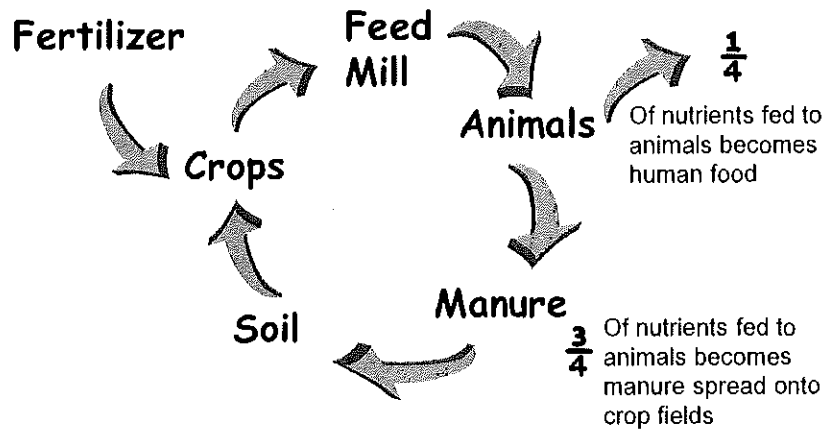 Fertilizer
Feed
Mill
Crops
Animals
1/4
Of nutrients fed to
animals becomes
human food
Manure
3/4
Of nutrients fed to
animals becomes
manure spread onto
crop fields
Soil